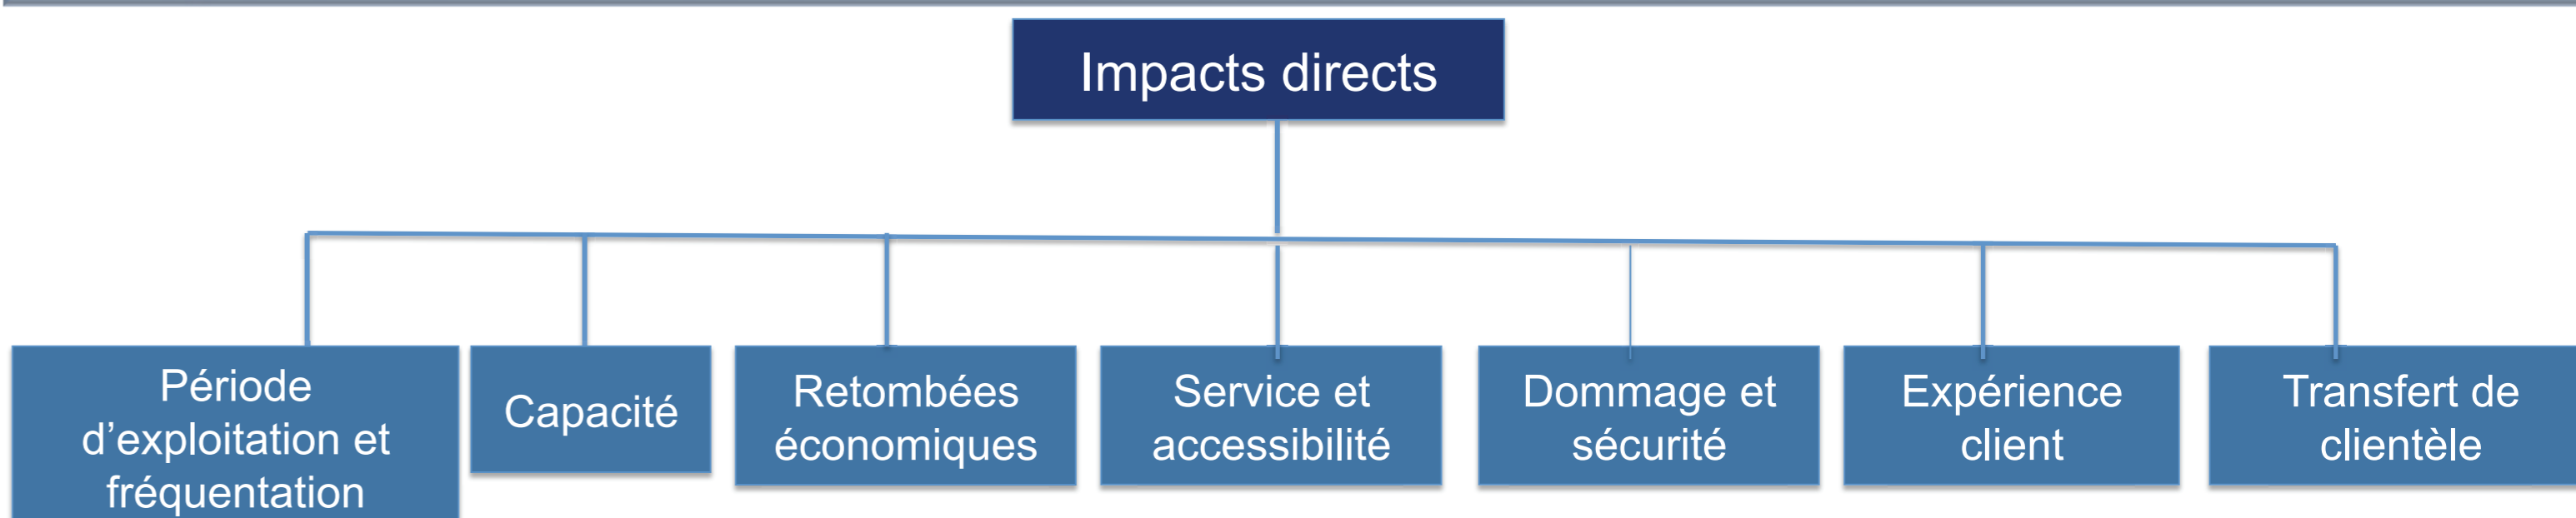 Impacts directs
Période
d’exploitation et
fréquentation
Capacité
Retombées
économiques
Service et
accessibilité
Dommage et
sécurité
Expérience
client
Transfert de
clientèle